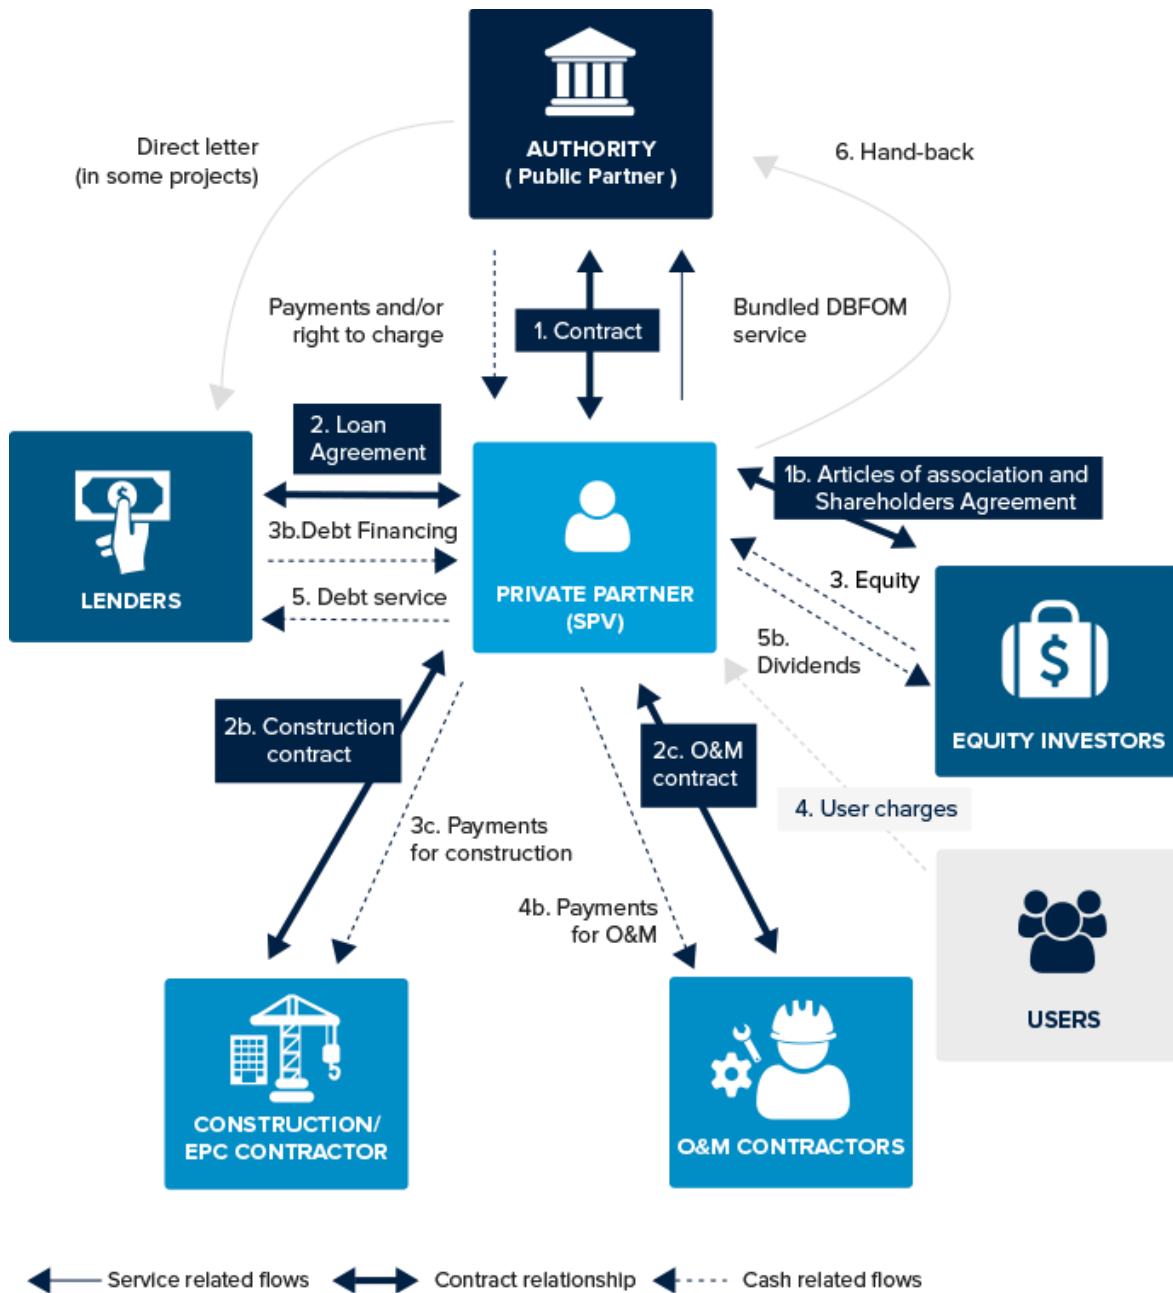 AUTHORITY
( Public Partner )
Direct letter
(in some projects)
6. Hand-back
Payments and/or
right to charge
1. Contract
Bundled DBFOM
service
2. Loan
Agreement
1b. Articles of association and
Shareholders Agreement
3b.Debt Financing
5. Debt service
LENDERS
PRIVATE PARTNER
(SPV)
3. Equity
5b.
Dividends
$
EQUITY INVESTORS
2b. Construction
contract
2c. O&M
contract
4. User charges
3c. Payments
for construction
4b. Payments
for O&M
USERS
CONSTRUCTION/
EPC CONTRACTOR
O&M CONTRACTORS
Service related flows
Contract relationship
Cash related flows